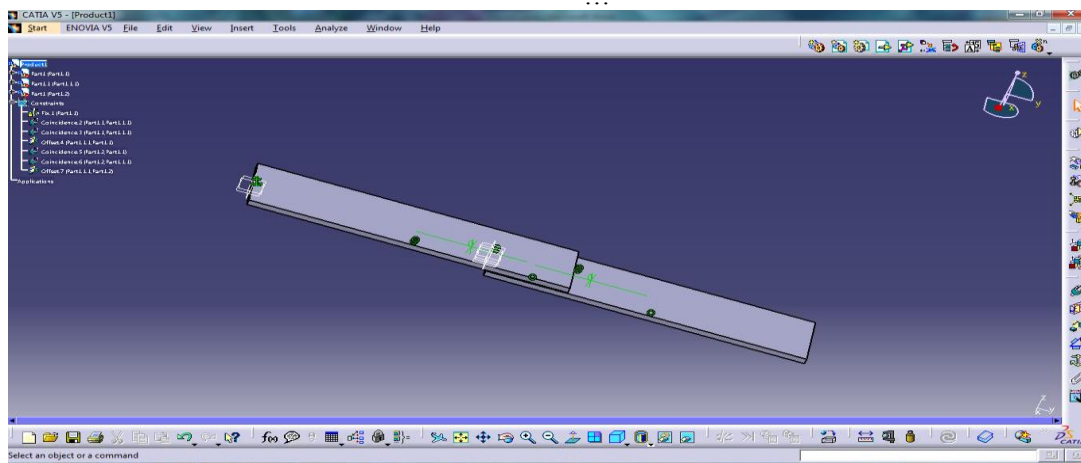 ...
CATIA V5 - [Product1]
Start ENOVIA V5 File Edit View Insert Tools Analyze Window Help
Product1
Part1 (Part1.1)
Part1.1 (Part1.1.1)
Part1 (Part1.2)
Constraints
Fix.1 (Part1.1)
Coincidence.2 (Part1.1,Part1.1.1)
Coincidence.3 (Part1.1,Part1.1.1)
Offset.4 (Part1.1.1,Part1.1)
Coincidence.5 (Part1.2,Part1.1.1)
Coincidence.6 (Part1.2,Part1.1.1)
Offset.7 (Part1.1.1,Part1.2)
Applications
z
y
x
z
y
f(x)
CATIA
Select an object or a command